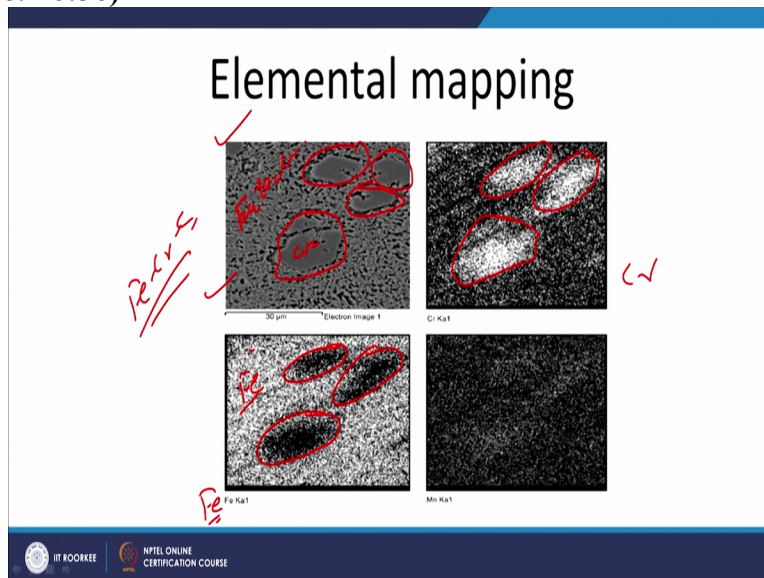 Elemental mapping
Cr
30 µm
Electron Image 1
Cr Ka1
Fe
Fe
Fe Ka1
Mn Ka1
IIT ROORKEE
NPTEL ONLINE
CERTIFICATION COURSE